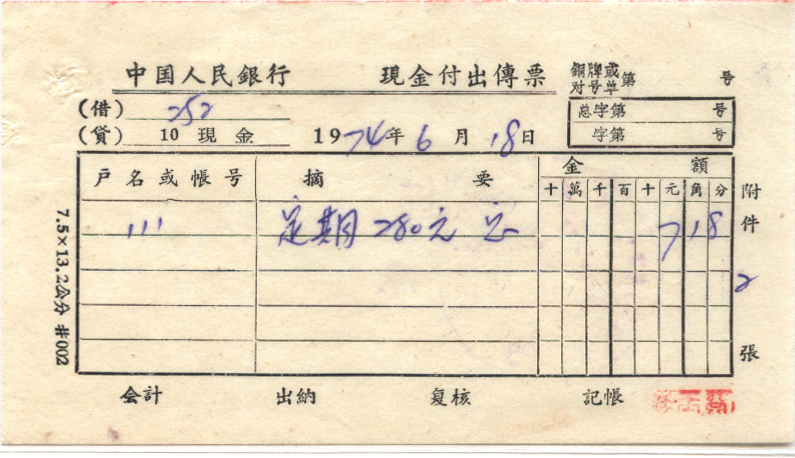 中国人民銀行 現金付出傳票
銅牌或 对号单 第 号
(借) 252
总字第 号
(貸) 10 現金 1974年6月18日
字第 号
戶名或帳号 摘要 金額
十 萬 千 百 十 元 角 分
111 定期280元 7 1 8
附件 2 張
会計 出納 复核 記帳
7.5×13.2公分 #002